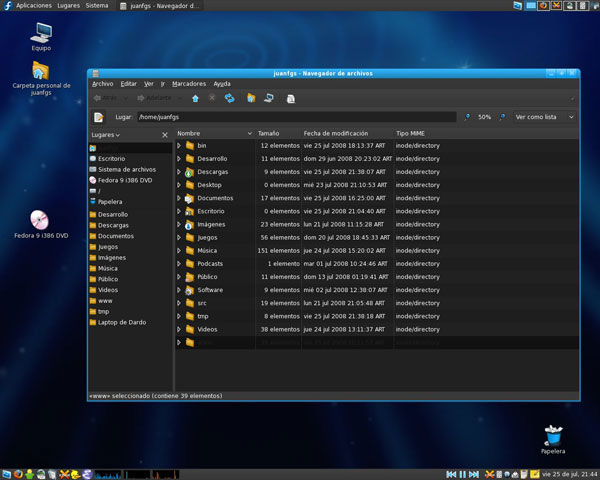 Aplicaciones Lugares Sistema juanfgs - Navegador d...
Equipo
Carpeta personal de
juanfgs
Fedora 9 i386 DVD
juanfgs - Navegador de archivos
Archivo Editar Ver Ir Marcadores Ayuda
Atrás Adelante
Lugar: /home/juanfgs 50% Ver como lista
Lugares
Nombre Tamaño Fecha de modificación Tipo MIME
juanfgs
Escritorio
Sistema de archivos
Fedora 9 i386 DVD
/
Papelera
Desarrollo
Descargas
Documentos
Juegos
Imágenes
Música
Público
Videos
www
tmp
Laptop de Dardo
bin 12 elementos vie 25 jul 2008 18:13:37 ART inode/directory
Desarrollo 11 elementos dom 29 jun 2008 20:23:02 ART inode/directory
Descargas 9 elementos vie 25 jul 2008 21:38:07 ART inode/directory
Desktop 0 elementos mié 23 jul 2008 21:10:53 ART inode/directory
Documentos 17 elementos vie 25 jul 2008 16:25:00 ART inode/directory
Escritorio 0 elementos vie 25 jul 2008 21:04:40 ART inode/directory
Imágenes 23 elementos lun 21 jul 2008 11:15:28 ART inode/directory
Juegos 56 elementos dom 20 jul 2008 18:45:33 ART inode/directory
Música 151 elementos jue 24 jul 2008 15:20:02 ART inode/directory
Podcasts 1 elemento mar 01 jul 2008 10:24:46 ART inode/directory
Público 11 elementos dom 13 jul 2008 01:19:41 ART inode/directory
Software 9 elementos mié 02 jul 2008 12:38:07 ART inode/directory
src 19 elementos lun 21 jul 2008 21:05:48 ART inode/directory
tmp 8 elementos vie 25 jul 2008 21:38:18 ART inode/directory
Videos 38 elementos jue 24 jul 2008 13:11:37 ART inode/directory
«www» seleccionado (contiene 39 elementos)
Papelera
vie 25 de jul, 21:44